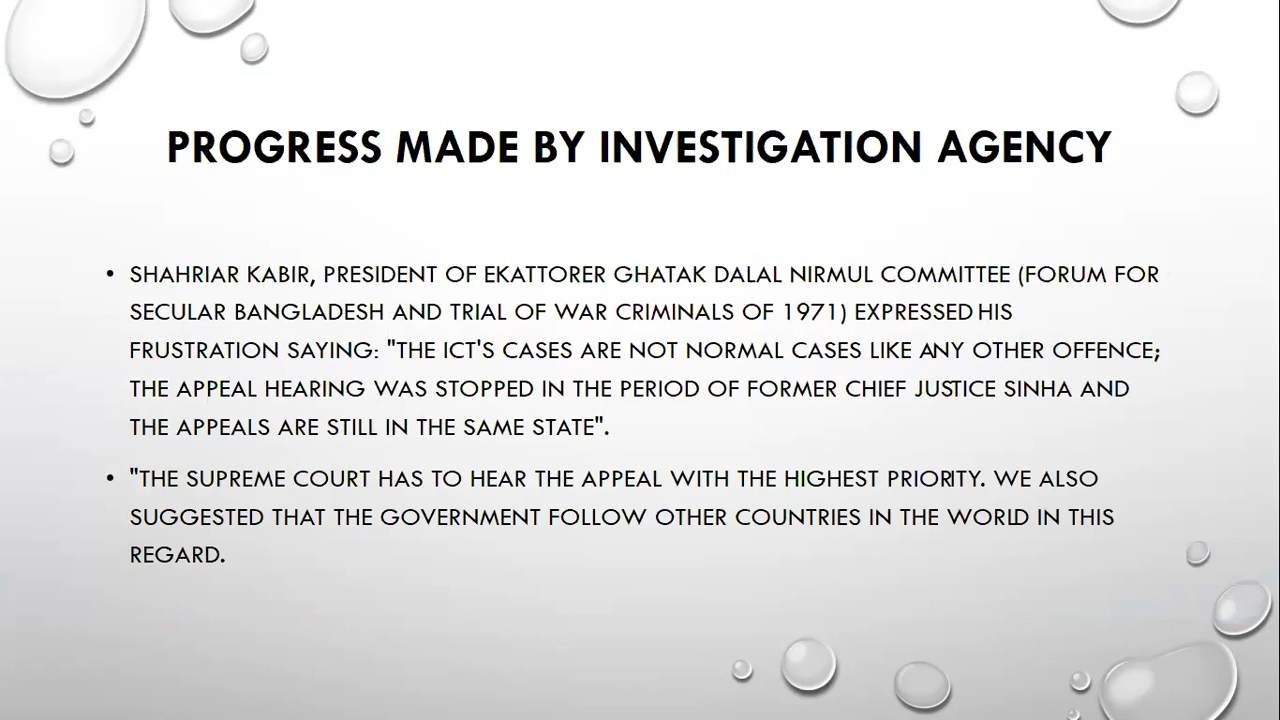 PROGRESS MADE BY INVESTIGATION AGENCY
• SHAHRIAR KABIR, PRESIDENT OF EKATTORER GHATAK DALAL NIRMUL COMMITTEE (FORUM FOR
SECULAR BANGLADESH AND TRIAL OF WAR CRIMINALS OF 1971) EXPRESSED HIS
FRUSTRATION SAYING: "THE ICT'S CASES ARE NOT NORMAL CASES LIKE ANY OTHER OFFENCE;
THE APPEAL HEARING WAS STOPPED IN THE PERIOD OF FORMER CHIEF JUSTICE SINHA AND
THE APPEALS ARE STILL IN THE SAME STATE".
• "THE SUPREME COURT HAS TO HEAR THE APPEAL WITH THE HIGHEST PRIORITY. WE ALSO
SUGGESTED THAT THE GOVERNMENT FOLLOW OTHER COUNTRIES IN THE WORLD IN THIS
REGARD.